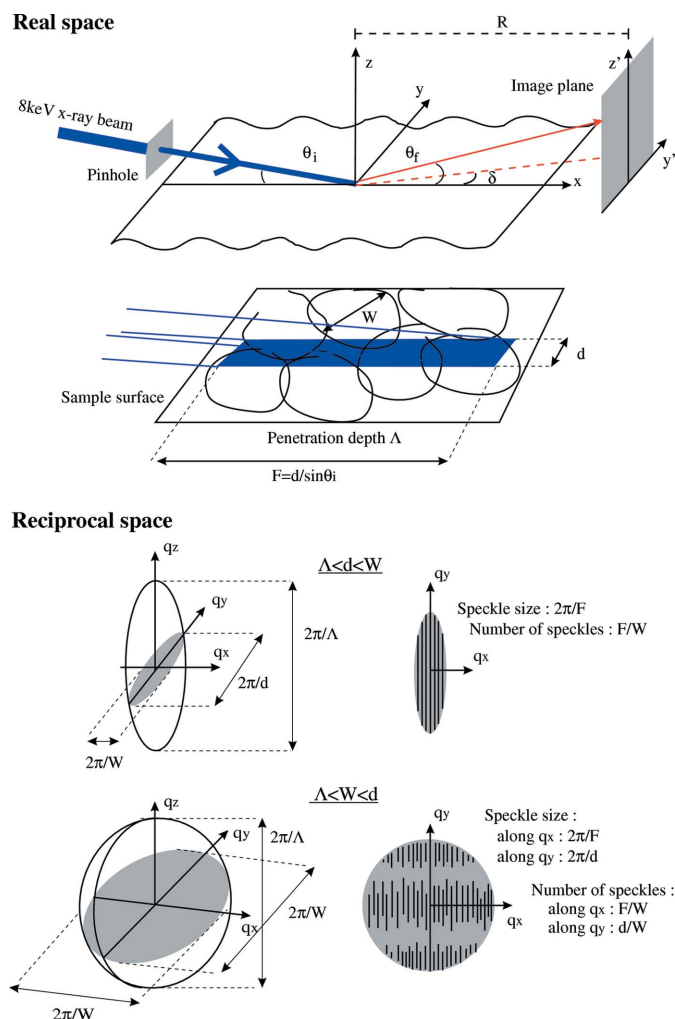 Real space
R
z
z'
y
Image plane
8keV x-ray beam
θi
θf
Pinhole
δ
x
y'
W
d
Sample surface
Penetration depth Λ
F=d/sinθi
Reciprocal space
qz
Λ<d<W
qy
qy
Speckle size : 2π/F
Number of speckles : F/W
2π/Λ
qx
qx
2π/d
2π/W
Λ<W<d
qz
qy
qy
2π/Λ
Speckle size :
along qx : 2π/F
along qy : 2π/d
2π/W
Number of speckles :
along qx : F/W
along qy : d/W
qx
qx
2π/W